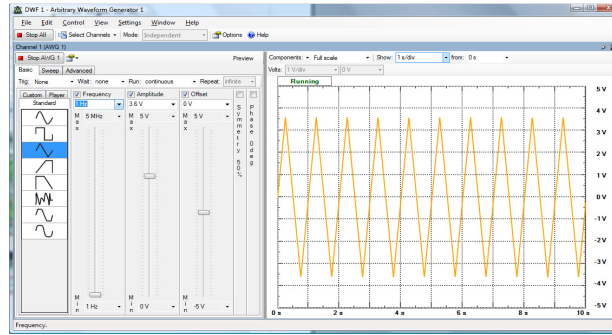 DWF 1 - Arbitrary Waveform Generator 1
File Edit Control View Settings Window Help
Stop All Select Channels Mode: Independent Options Help
Channel 1 (AWG 1)
Stop AWG 1 Preview
Basic Sweep Advanced
Trig: None Wait: none Run: continuous Repeat: infinite
Custom Player
Standard
Frequency Amplitude Offset
1 Hz 3.6 V 0 V
Max 5 MHz Max 5 V Max 5 V
Min 1 Hz Min 0 V Min -5 V
Symmetry 50 %
Phase 0 deg
Components: Full scale Show: 1 s/div from: 0 s
Volts: 1 V/div 0 V
Running
5 V
4 V
3 V
2 V
1 V
0 V
-1 V
-2 V
-3 V
-4 V
-5 V
0 s 2 s 4 s 6 s 8 s 10 s
Frequency.